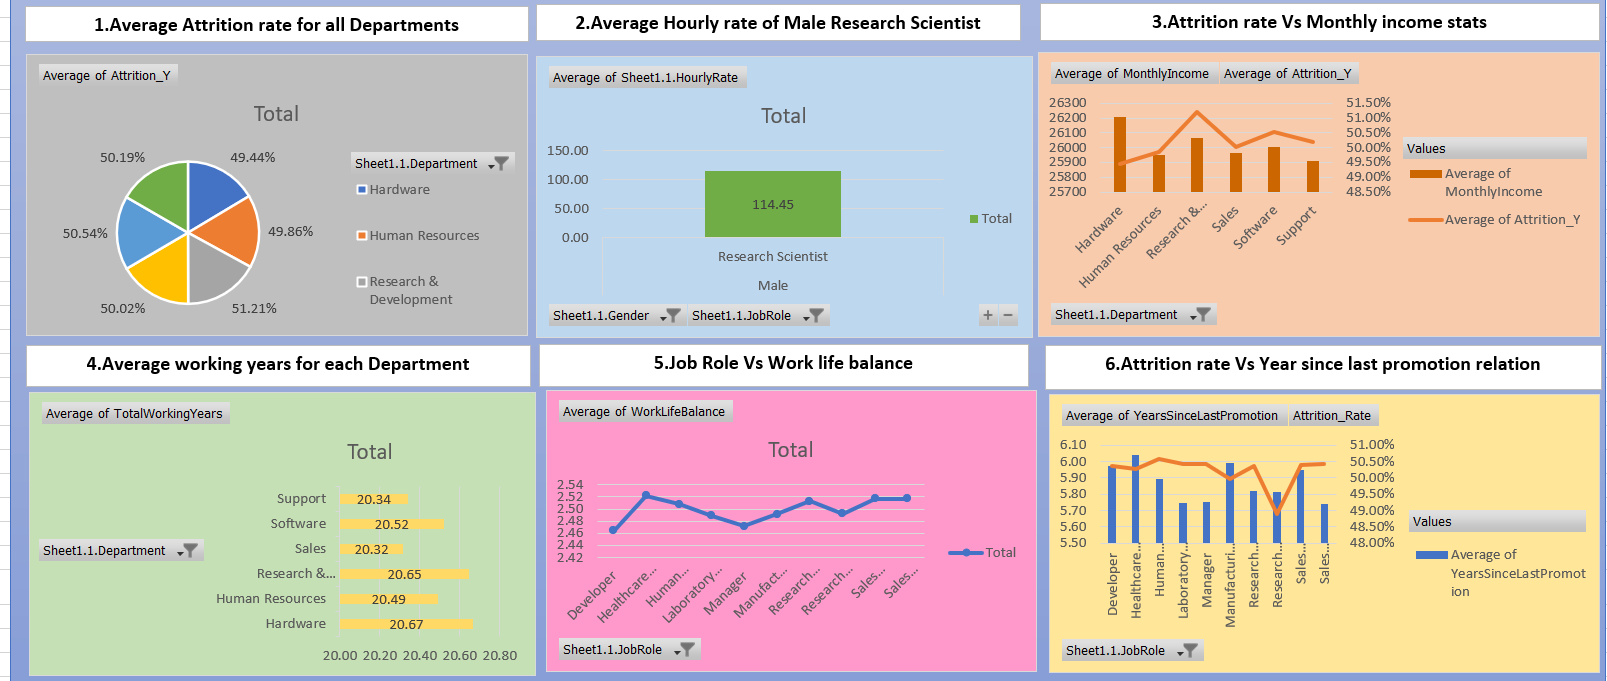 1.Average Attrition rate for all Departments
Average of Attrition_Y
Total
50.19%
49.44%
50.54%
49.86%
50.02%
51.21%
Sheet1.1.Department
Hardware
Human Resources
Research &
Development
2.Average Hourly rate of Male Research Scientist
Average of Sheet1.1.HourlyRate
Total
150.00
100.00
50.00
0.00
114.45
Research Scientist
Male
Total
Sheet1.1.Gender
Sheet1.1.JobRole
+ −
3.Attrition rate Vs Monthly income stats
Average of MonthlyIncome
Average of Attrition_Y
26300
26200
26100
26000
25900
25800
25700
51.50%
51.00%
50.50%
50.00%
49.50%
49.00%
48.50%
Hardware
Human Resources
Research &...
Sales
Software
Support
Values
Average of
MonthlyIncome
Average of Attrition_Y
Sheet1.1.Department
4.Average working years for each Department
Average of TotalWorkingYears
Total
Support 20.34
Software 20.52
Sales 20.32
Research &... 20.65
Human Resources 20.49
Hardware 20.67
20.00 20.20 20.40 20.60 20.80
Sheet1.1.Department
5.Job Role Vs Work life balance
Average of WorkLifeBalance
Total
2.54
2.52
2.50
2.48
2.46
2.44
2.42
Developer
Healthcare...
Human...
Laboratory...
Manager
Manufact...
Research...
Research...
Sales...
Sales...
Total
Sheet1.1.JobRole
6.Attrition rate Vs Year since last promotion relation
Average of YearsSinceLastPromotion
Attrition_Rate
6.10
6.00
5.90
5.80
5.70
5.60
5.50
51.00%
50.50%
50.00%
49.50%
49.00%
48.50%
48.00%
Developer
Healthcare...
Human...
Laboratory...
Manager
Manufacturi...
Research...
Research...
Sales...
Sales...
Values
Average of
YearsSinceLastPromot
ion
Sheet1.1.JobRole